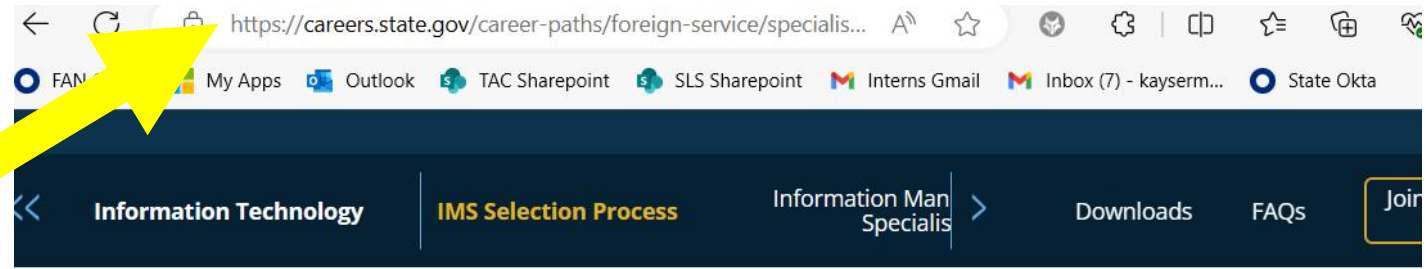 https://careers.state.gov/career-paths/foreign-service/specialis...
FAN My Apps Outlook TAC Sharepoint SLS Sharepoint Interns Gmail Inbox (7) - kayserm... State Okta
Information Technology IMS Selection Process Information Man Downloads FAQs Join
Specialis